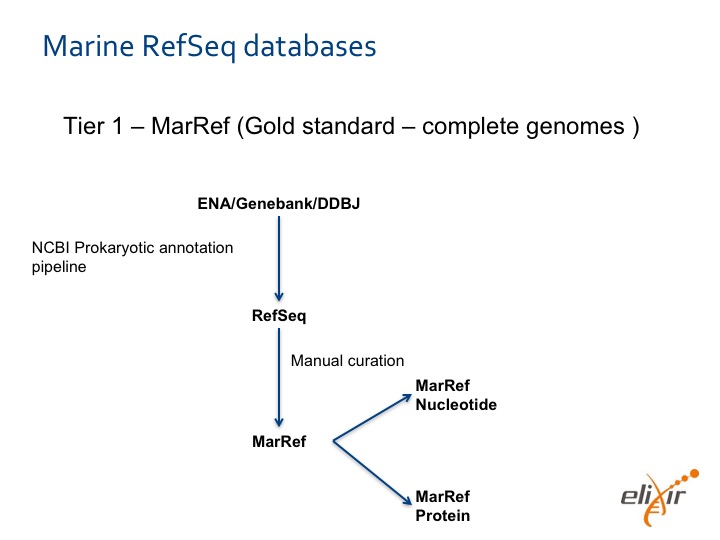 Marine RefSeq databases
Tier 1 – MarRef (Gold standard – complete genomes )
ENA/Genebank/DDBJ
NCBI Prokaryotic annotation
pipeline
RefSeq
Manual curation
MarRef
Nucleotide
MarRef
MarRef
Protein
elixir